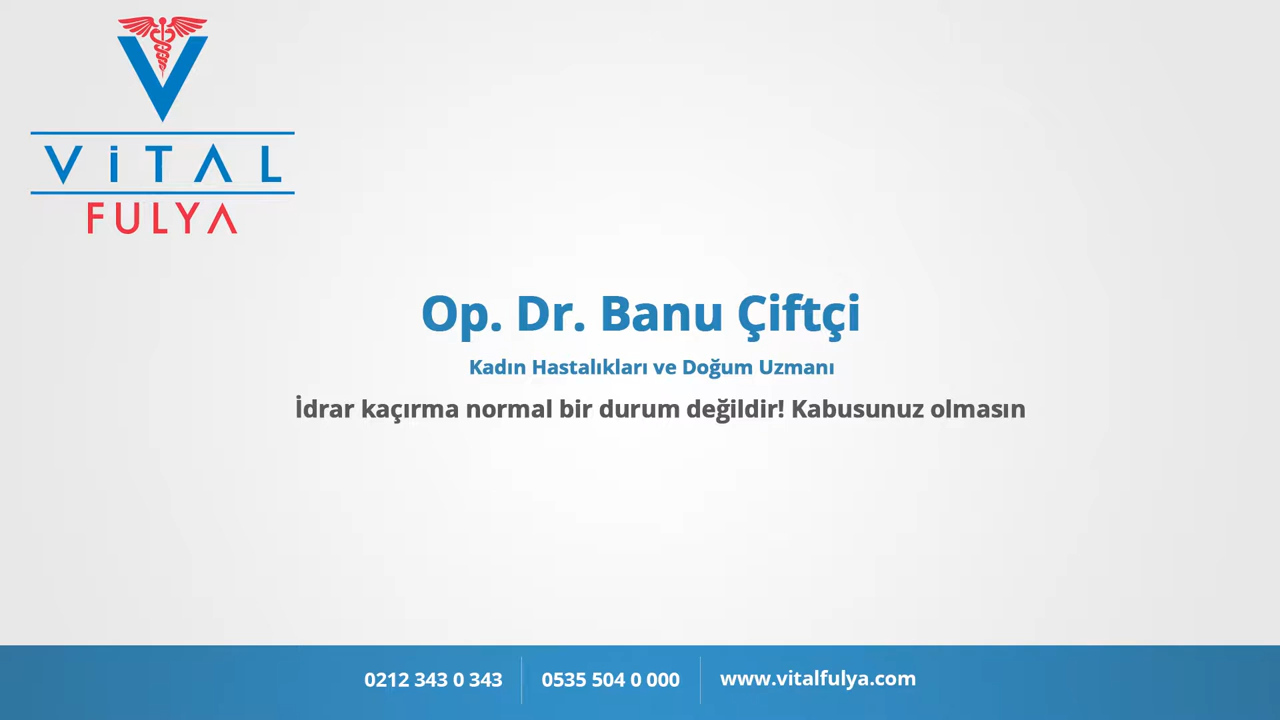 VİTAL
FULYA
Op. Dr. Banu Çiftçi
Kadın Hastalıkları ve Doğum Uzmanı
İdrar kaçırma normal bir durum değildir! Kabusunuz olmasın
0212 343 0 343
0535 504 0 000
www.vitalfulya.com